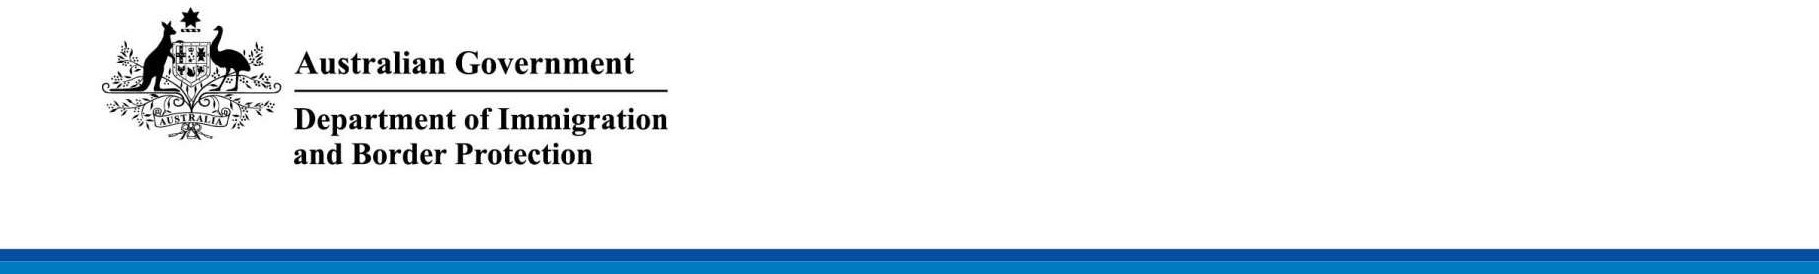 Australian Government
Department of Immigration
and Border Protection
AUSTRALIA